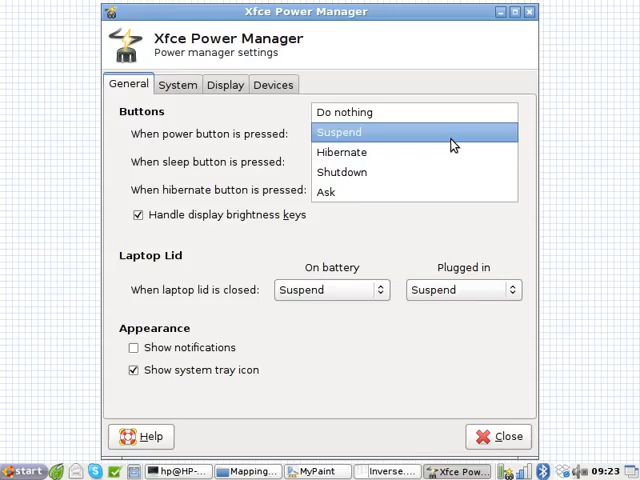 Xfce Power Manager
Xfce Power Manager
Power manager settings
General System Display Devices
Buttons
Do nothing
When power button is pressed: Suspend
Hibernate
When sleep button is pressed:
Shutdown
When hibernate button is pressed: Ask
Handle display brightness keys
Laptop Lid
On battery Plugged in
When laptop lid is closed: Suspend Suspend
Appearance
Show notifications
Show system tray icon
Help Close
start hp@HP-... Mapping... MyPaint Inverse.... Xfce Pow... 09:23